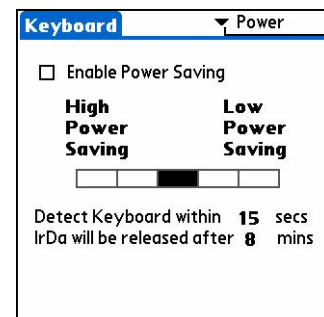 Keyboard Power
Enable Power Saving
High Low
Power Power
Saving Saving
Detect Keyboard within 15 secs
IrDa will be released after 8 mins